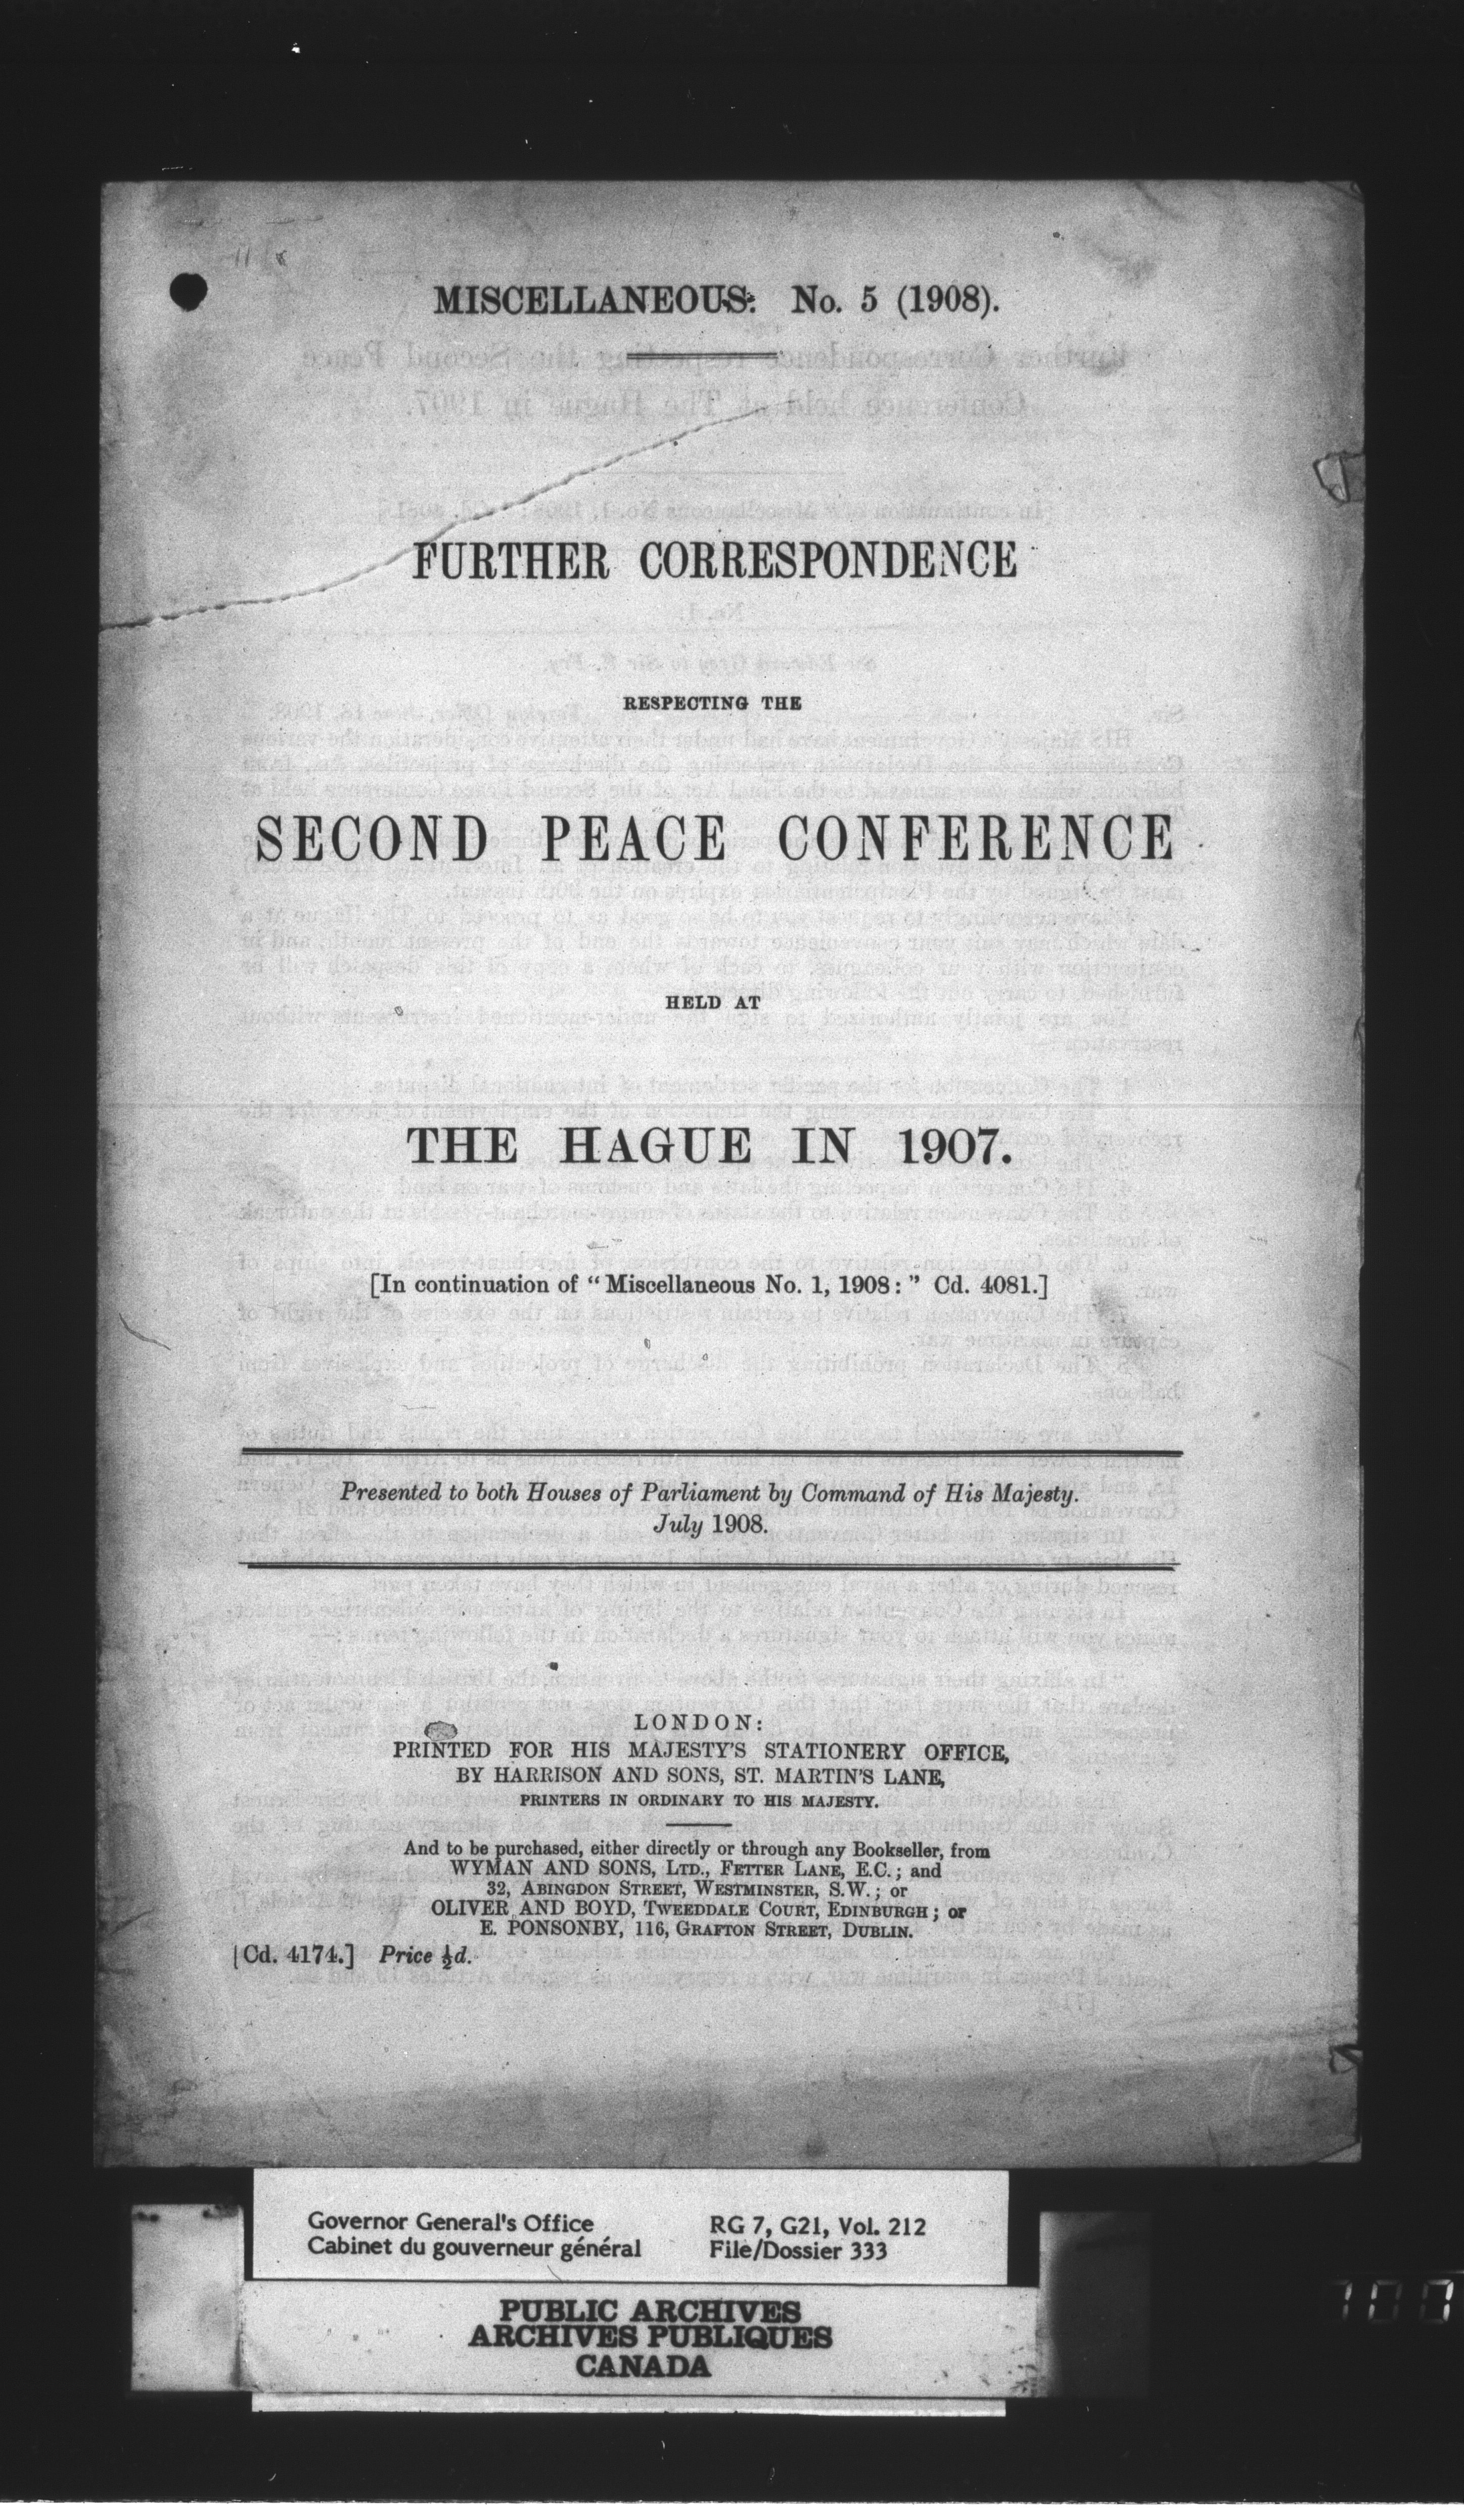 MISCELLANEOUS. No. 5 (1908).
FURTHER CORRESPONDENCE
RESPECTING THE
SECOND PEACE CONFERENCE
HELD AT
THE HAGUE IN 1907.
[In continuation of “Miscellaneous No. 1, 1908:” Cd. 4081.]
Presented to both Houses of Parliament by Command of His Majesty.
July 1908.
LONDON:
PRINTED FOR HIS MAJESTY'S STATIONERY OFFICE,
BY HARRISON AND SONS, ST. MARTIN'S LANE,
PRINTERS IN ORDINARY TO HIS MAJESTY.
And to be purchased, either directly or through any Bookseller, from
WYMAN AND SONS, LTD., FETTER LANE, E.C.; and
32, ABINGDON STREET, WESTMINSTER, S.W.; or
OLIVER AND BOYD, TWEEDDALE COURT, EDINBURGH; or
E. PONSONBY, 116, GRAFTON STREET, DUBLIN.
[Cd. 4174.] Price ½d.
Governor General's Office RG 7, G21, Vol. 212
Cabinet du gouverneur général File/Dossier 333
PUBLIC ARCHIVES
ARCHIVES PUBLIQUES
CANADA